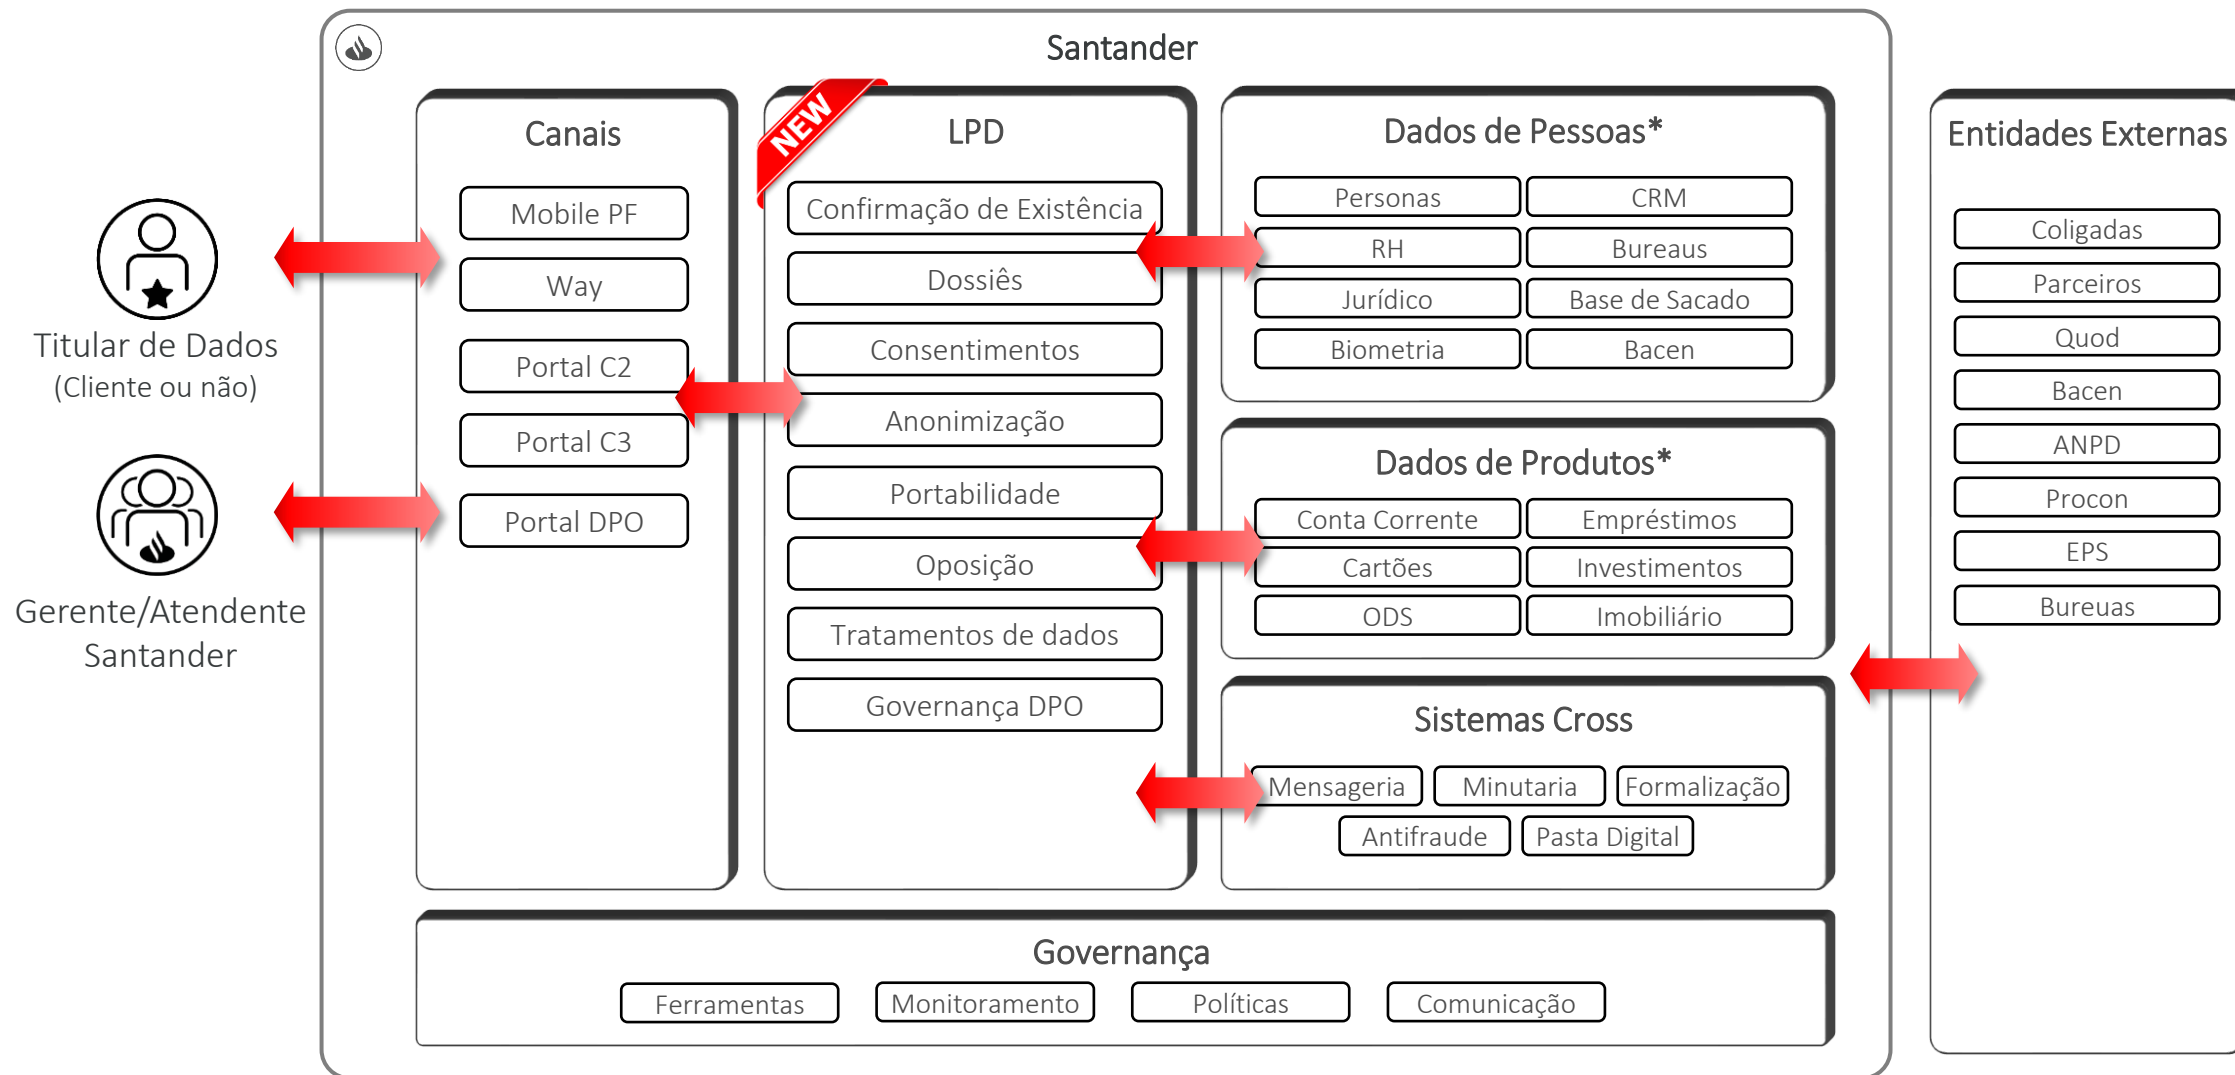 Santander
Titular de Dados
(Cliente ou não)
Gerente/Atendente
Santander
Canais
Mobile PF
Way
Portal C2
Portal C3
Portal DPO
NEW
LPD
Confirmação de Existência
Dossiês
Consentimentos
Anonimização
Portabilidade
Oposição
Tratamentos de dados
Governança DPO
Dados de Pessoas*
Personas
CRM
RH
Bureaus
Jurídico
Base de Sacado
Biometria
Bacen
Dados de Produtos*
Conta Corrente
Empréstimos
Cartões
Investimentos
ODS
Imobiliário
Sistemas Cross
Mensageria
Minutaria
Formalização
Antifraude
Pasta Digital
Governança
Ferramentas
Monitoramento
Políticas
Comunicação
Entidades Externas
Coligadas
Parceiros
Quod
Bacen
ANPD
Procon
EPS
Bureuas